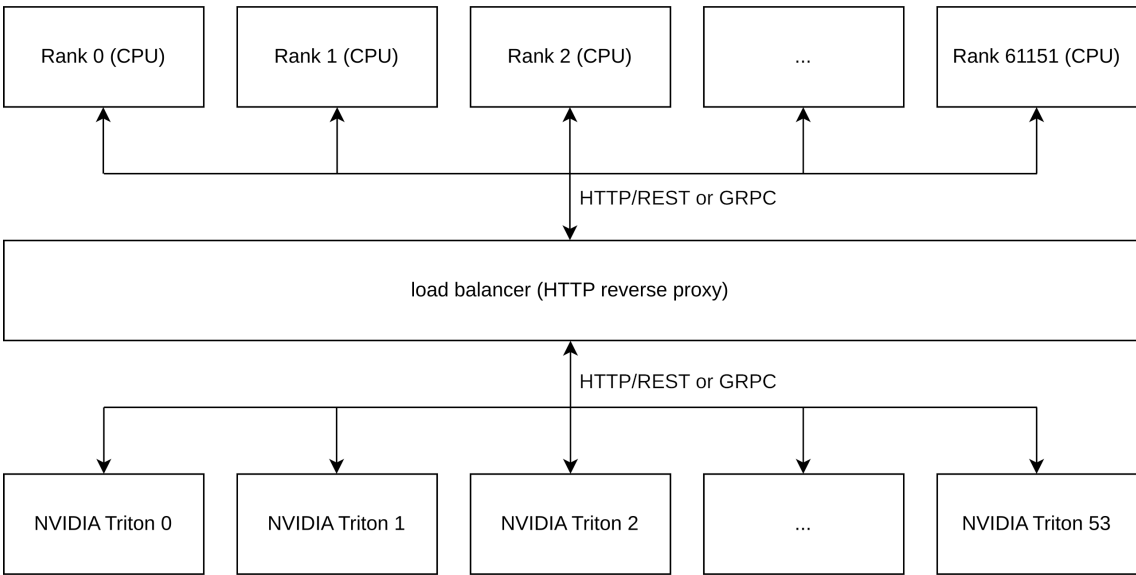 Rank 0 (CPU)
Rank 1 (CPU)
Rank 2 (CPU)
...
Rank 61151 (CPU)
HTTP/REST or GRPC
load balancer (HTTP reverse proxy)
HTTP/REST or GRPC
NVIDIA Triton 0
NVIDIA Triton 1
NVIDIA Triton 2
...
NVIDIA Triton 53